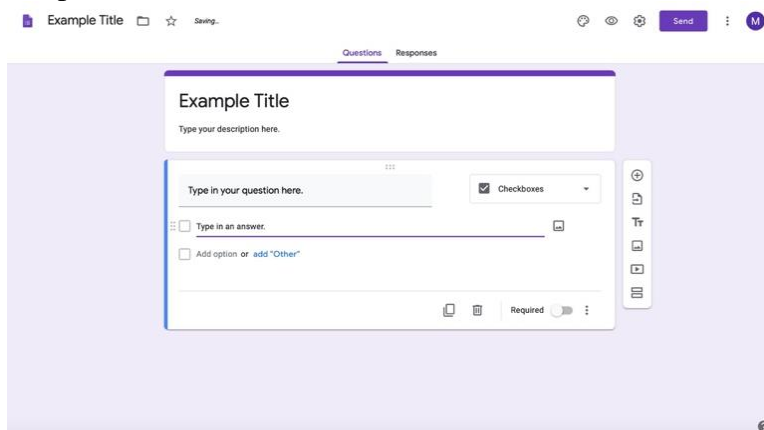 Example Title Saving... Send M
Questions Responses
Example Title
Type your description here.
Type in your question here. Checkboxes
Type in an answer.
Add option or add "Other"
Required
Tт